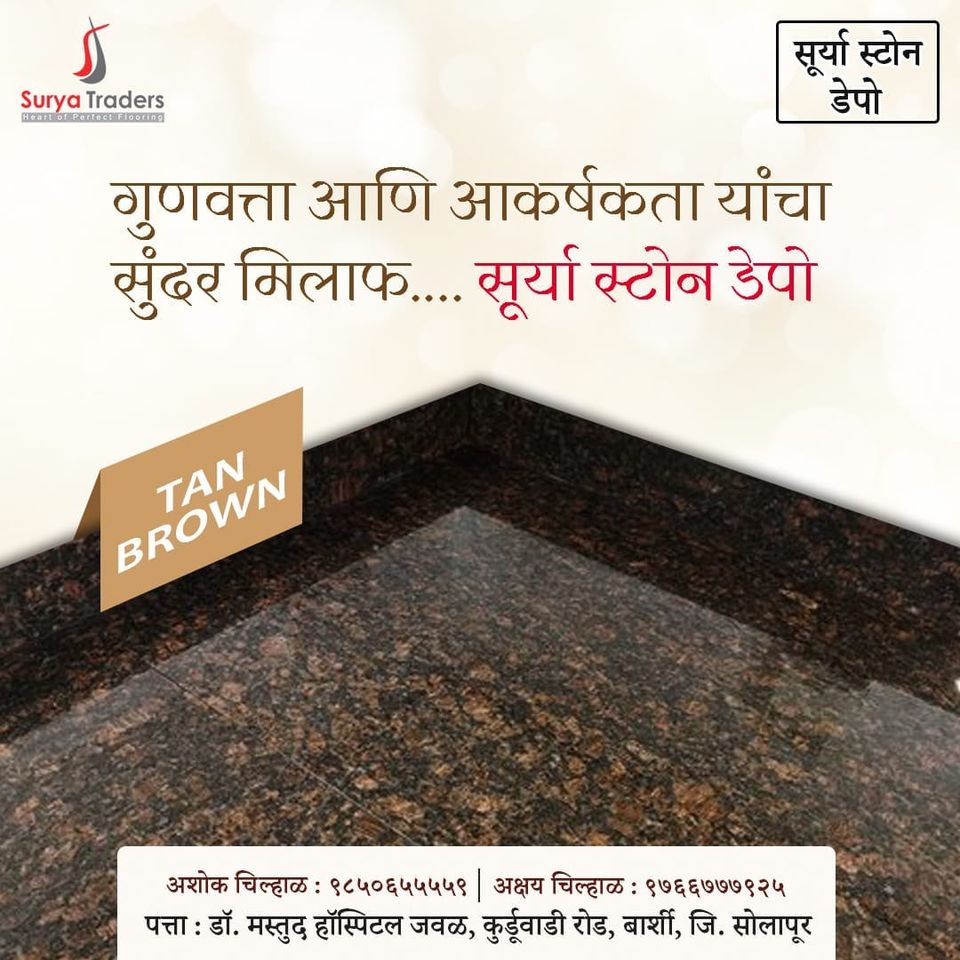 Surya Traders
Heart of Perfect Flooring
सूर्या स्टोन
डेपो
गुणवत्ता आणि आकर्षकता यांचा
सुंदर मिलाफ.... सूर्या स्टोन डेपो
TAN
BROWN
अशोक चिल्हाळ : ९८५०६५५५५९ | अक्षय चिल्हाळ : ९७६६७७७९२५
पत्ता : डॉ. मस्तुद हॉस्पिटल जवळ, कुर्डूवाडी रोड, बार्शी, जि. सोलापूर